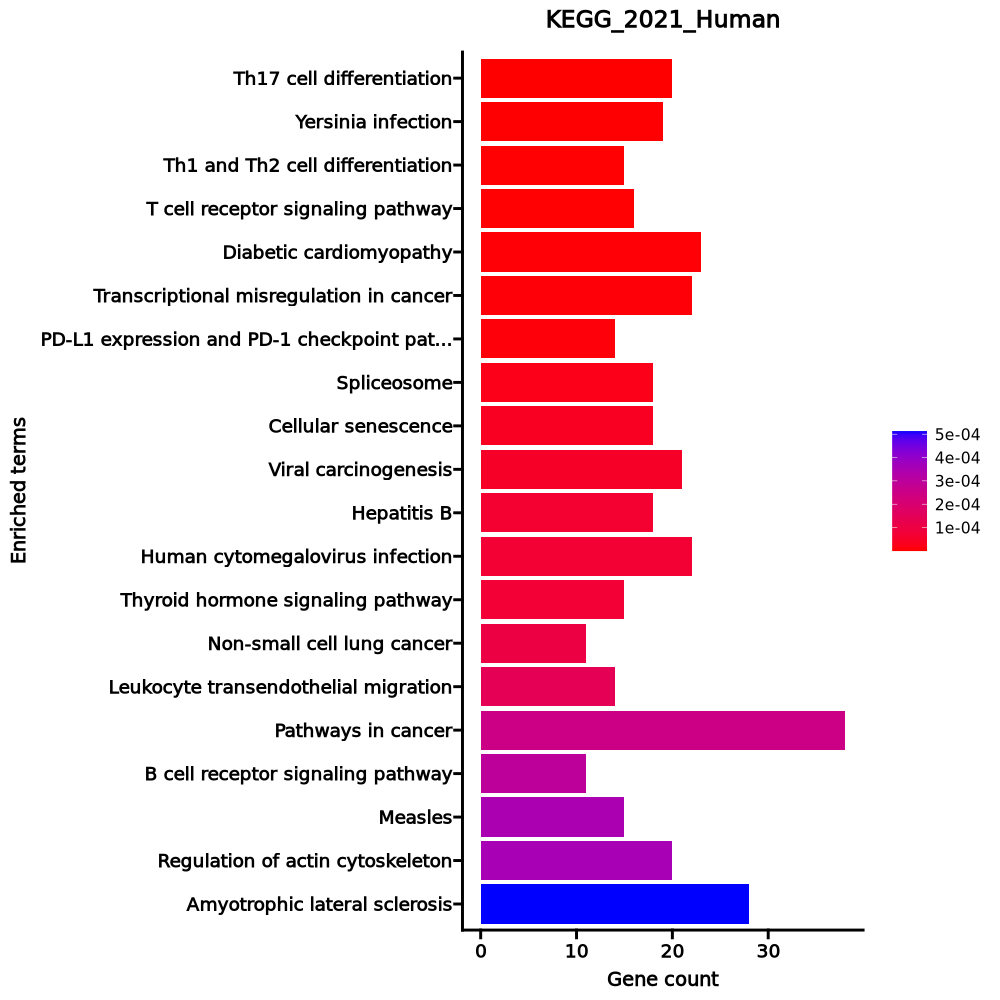 KEGG_2021_Human
Th17 cell differentiation
Yersinia infection
Th1 and Th2 cell differentiation
T cell receptor signaling pathway
Diabetic cardiomyopathy
Transcriptional misregulation in cancer
PD-L1 expression and PD-1 checkpoint pat...
Spliceosome
Cellular senescence
Viral carcinogenesis
Hepatitis B
Human cytomegalovirus infection
Thyroid hormone signaling pathway
Non-small cell lung cancer
Leukocyte transendothelial migration
Pathways in cancer
B cell receptor signaling pathway
Measles
Regulation of actin cytoskeleton
Amyotrophic lateral sclerosis
Enriched terms
0 10 20 30
Gene count
5e-04
4e-04
3e-04
2e-04
1e-04